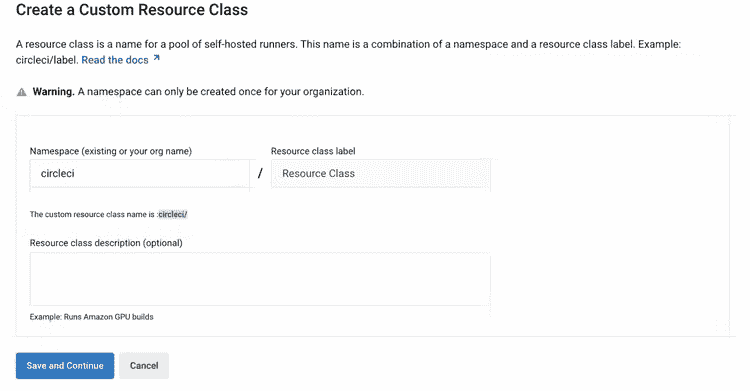 Create a Custom Resource Class
A resource class is a name for a pool of self-hosted runners. This name is a combination of a namespace and a resource class label. Example:
circleci/label. Read the docs ↗
Warning. A namespace can only be created once for your organization.
Namespace (existing or your org name)
Resource class label
circleci / Resource Class
The custom resource class name is :circleci/
Resource class description (optional)
Example: Runs Amazon GPU builds
Save and Continue Cancel